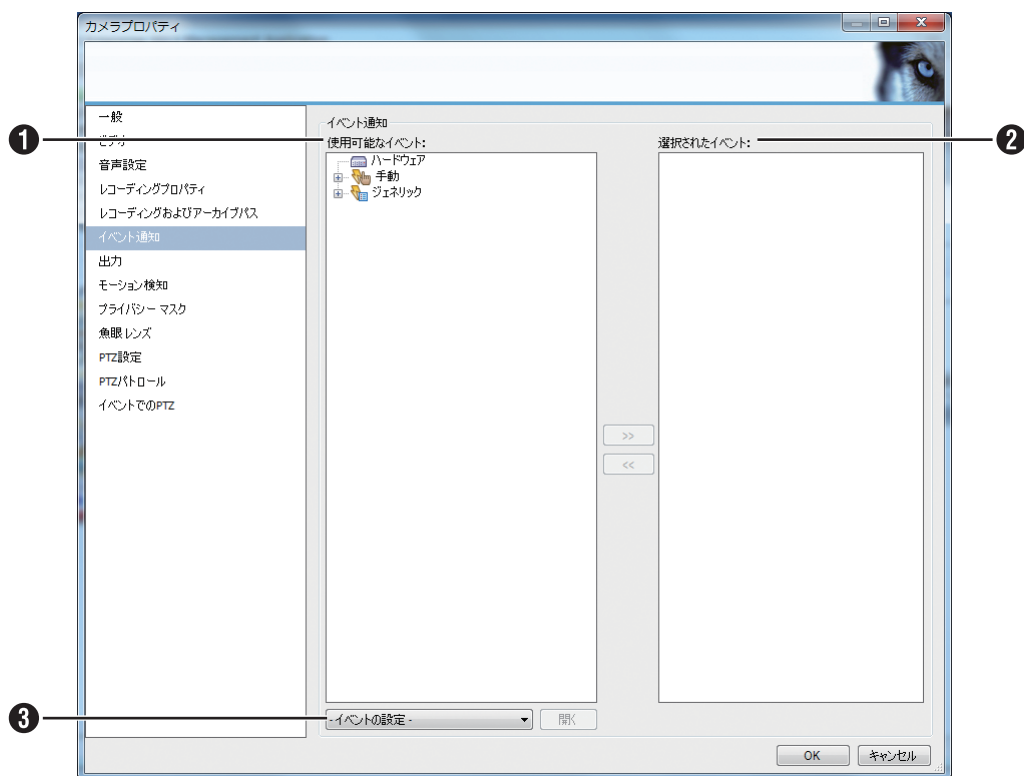 カメラプロパティ
一般
ビデオ
音声設定
レコーディングプロパティ
レコーディングおよびアーカイブパス
イベント通知
出力
モーション検知
プライバシー マスク
魚眼レンズ
PTZ設定
PTZパトロール
イベントでのPTZ
イベント通知
❶
使用可能なイベント:
ハードウェア
手動
ジェネリック
>>
<<
選択されたイベント:
❷
❸
- イベントの設定 -
開く
OK
キャンセル